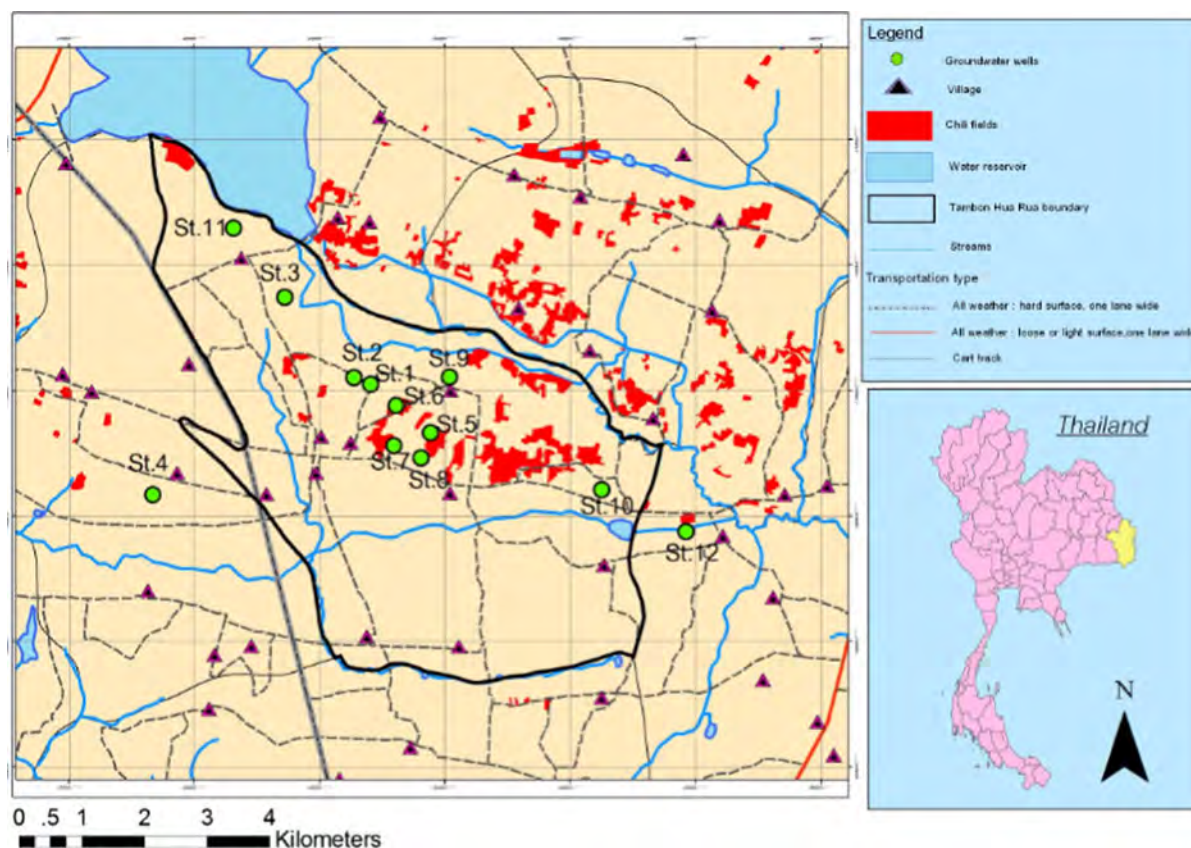 St.11
St.3
St.2
St.1
St.9
St.6
St.5
St.7
St.8
St.4
St.10
St.12
0 .5 1 2 3 4
Kilometers
Legend
Groundwater wells
Village
Chili fields
Water reservoir
Tambon Hua Rua boundary
Streams
Transportation type
All weather : hard surface, one lane wide
All weather : loose or light surface,one lane wide
Cart track
Thailand
N